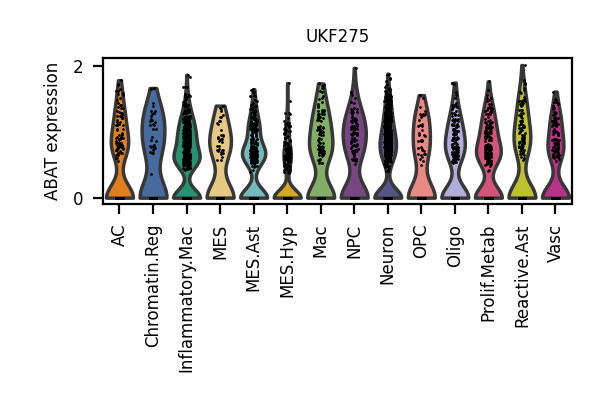 UKF275
ABAT expression
2
0
AC
Chromatin.Reg
Inflammatory.Mac
MES
MES.Ast
MES.Hyp
Mac
NPC
Neuron
OPC
Oligo
Prolif.Metab
Reactive.Ast
Vasc